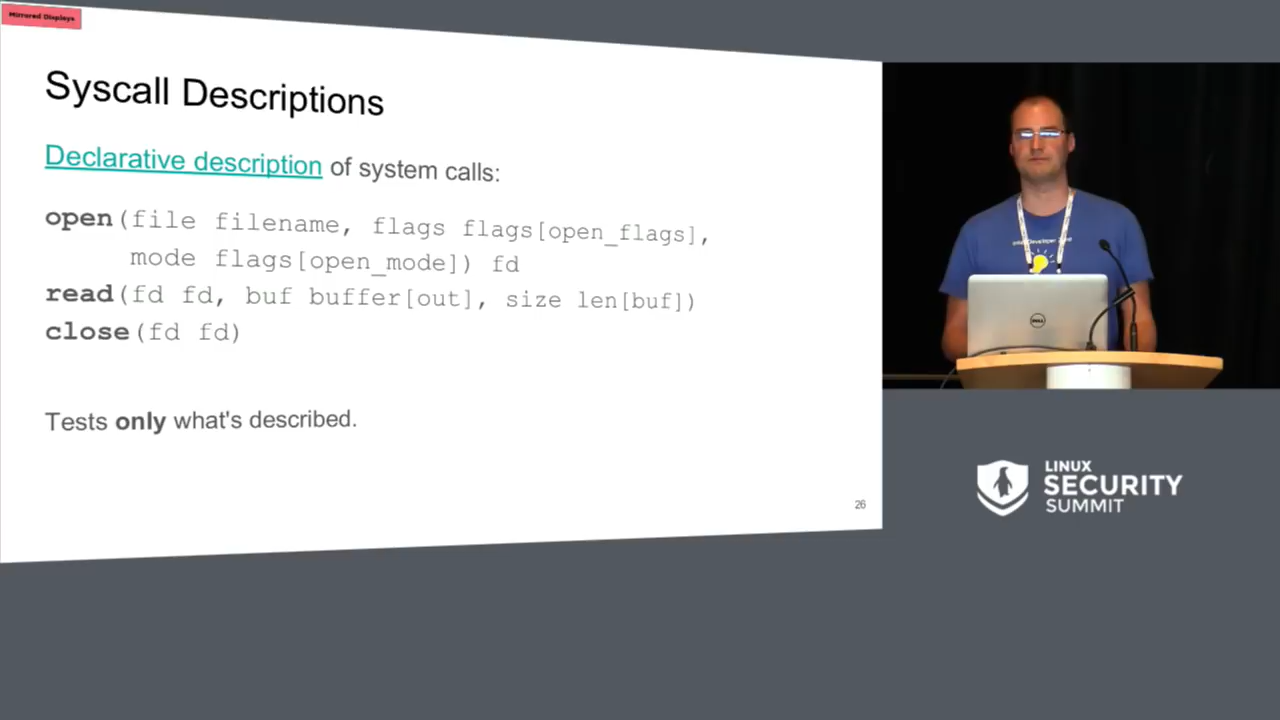 Mirrored Displays
Syscall Descriptions
Declarative description of system calls:
open(file filename, flags flags[open_flags],
mode flags[open_mode]) fd
read(fd fd, buf buffer[out], size len[buf])
close(fd fd)
Tests only what's described.
26
DELL
LINUX
SECURITY
SUMMIT